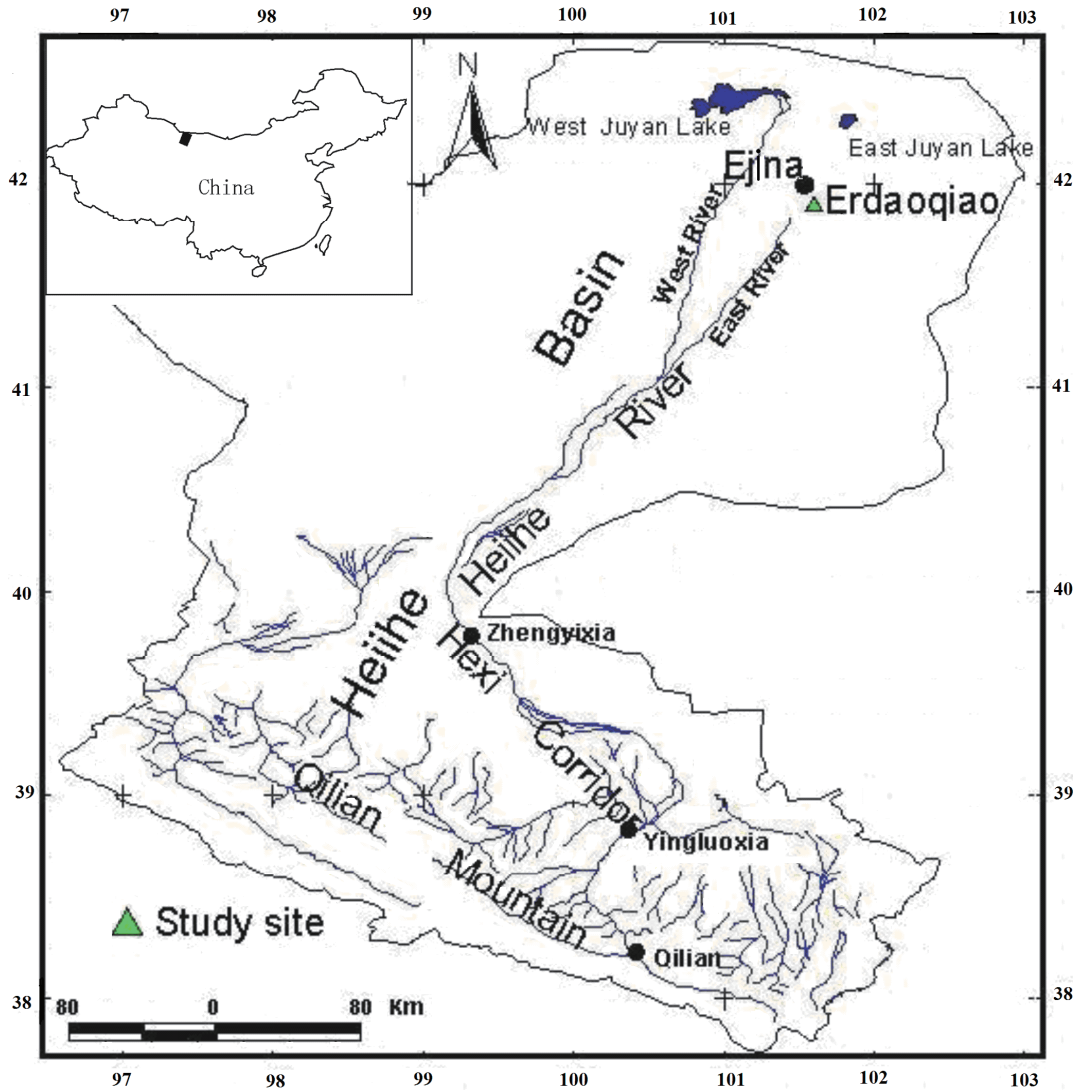 97 98 99 100 101 102 103
N
West Juyan Lake
East Juyan Lake
China
42
Ejina
42
Erdaoqiao
West River
East River
Basin
41
River
41
Heihe
40
Heihe
40
Zhengyixia
Hexi
Corridor
39
Qilian
39
Yingluoxia
Mountain
Study site
Qilian
38
80 0 80 Km
38
97 98 99 100 101 102 103